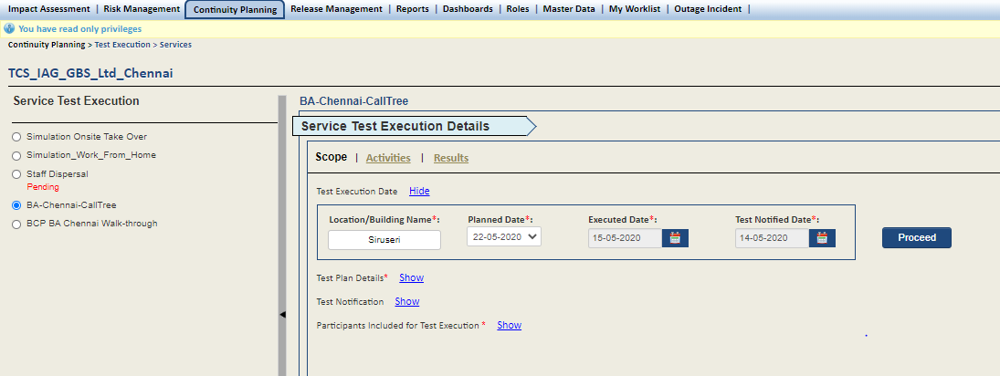 Impact Assessment | Risk Management | Continuity Planning | Release Management | Reports | Dashboards | Roles | Master Data | My Worklist | Outage Incident |
You have read only privileges
Continuity Planning > Test Execution > Services
TCS_IAG_GBS_Ltd_Chennai
Service Test Execution
Simulation Onsite Take Over
Simulation_Work_From_Home
Staff Dispersal
Pending
BA-Chennai-CallTree
BCP BA Chennai Walk-through
BA-Chennai-CallTree
Service Test Execution Details
Scope | Activities | Results
Test Execution Date Hide
Location/Building Name*: Planned Date*: Executed Date*: Test Notified Date*:
Siruseri 22-05-2020 15-05-2020 14-05-2020 Proceed
Test Plan Details* Show
Test Notification Show
Participants Included for Test Execution * Show